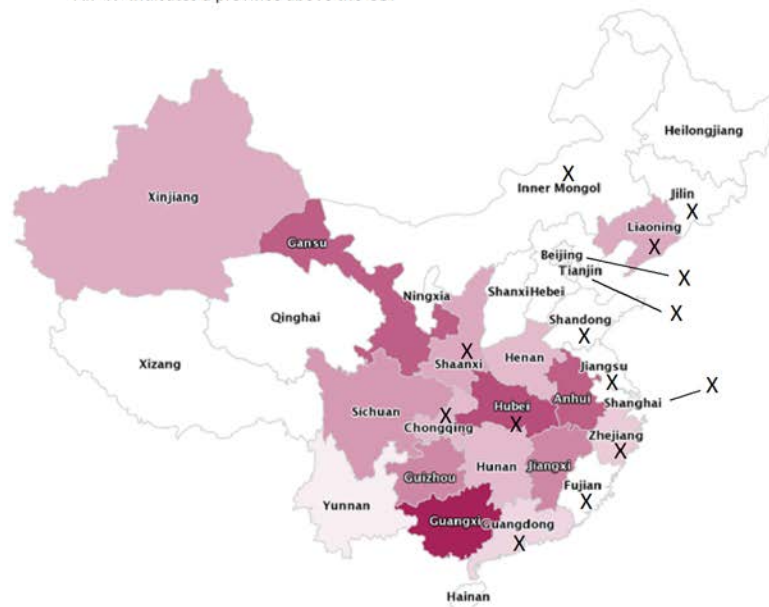 Heilongjiang
X
Inner Mongol
Jilin
X
Xinjiang
Liaoning
X
Gansu
Beijing
X
Tianjin
X
Ningxia
ShanxiHebei
Qinghai
Shandong
X
Xizang
X
Shaanxi
Henan
Jiangsu
X
Sichuan
Hubei
X
Anhui
Shanghai
X
X
Chongqing
Zhejiang
X
Guizhou
Hunan
Jiangxi
Fujian
X
Yunnan
Guangxi
Guangdong
X
Hainan